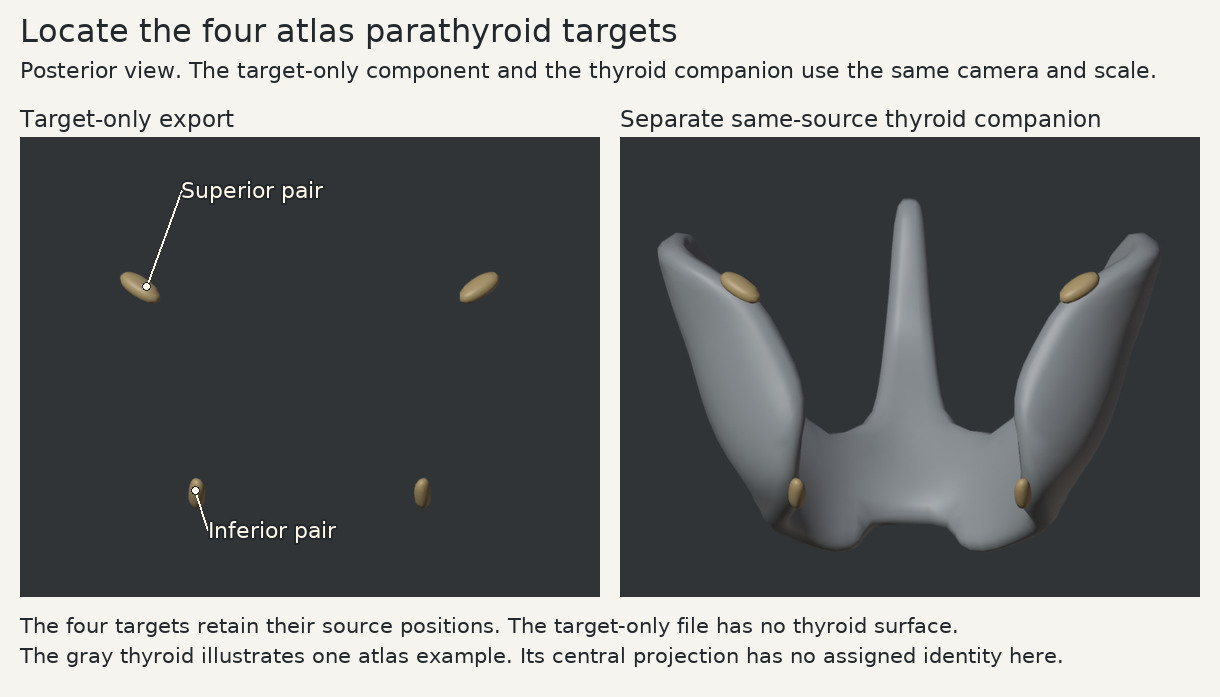 Locate the four atlas parathyroid targets
Posterior view. The target-only component and the thyroid companion use the same camera and scale.
Target-only export
Separate same-source thyroid companion
Superior pair
Inferior pair
The four targets retain their source positions. The target-only file has no thyroid surface.
The gray thyroid illustrates one atlas example. Its central projection has no assigned identity here.